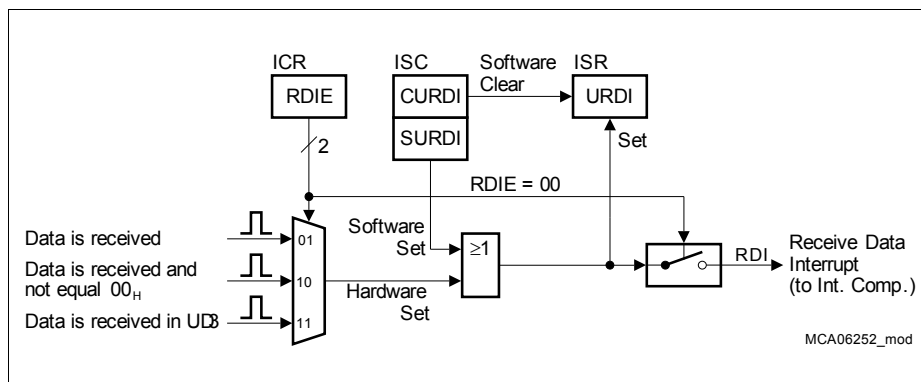 ICR
RDIE
2
ISC
CURDI
SURDI
Software
Clear
ISR
URDI
Set
RDIE = 00
Data is received
Data is received and
not equal 00H
Data is received in UD3
01
10
11
Software
Set
Hardware
Set
≥1
RDI
Receive Data
Interrupt
(to Int. Comp.)
MCA06252_mod